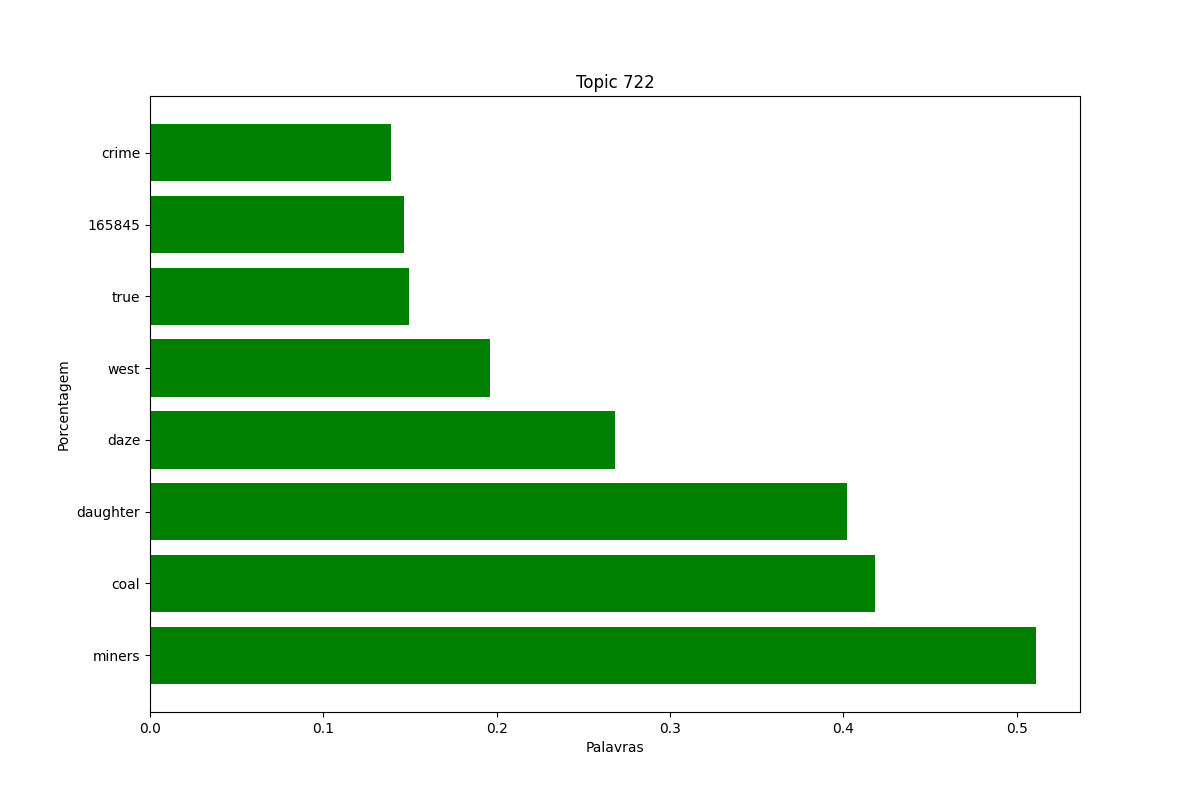 Topic 722
Porcentagem
crime
165845
true
west
daze
daughter
coal
miners
0.0 0.1 0.2 0.3 0.4 0.5
Palavras